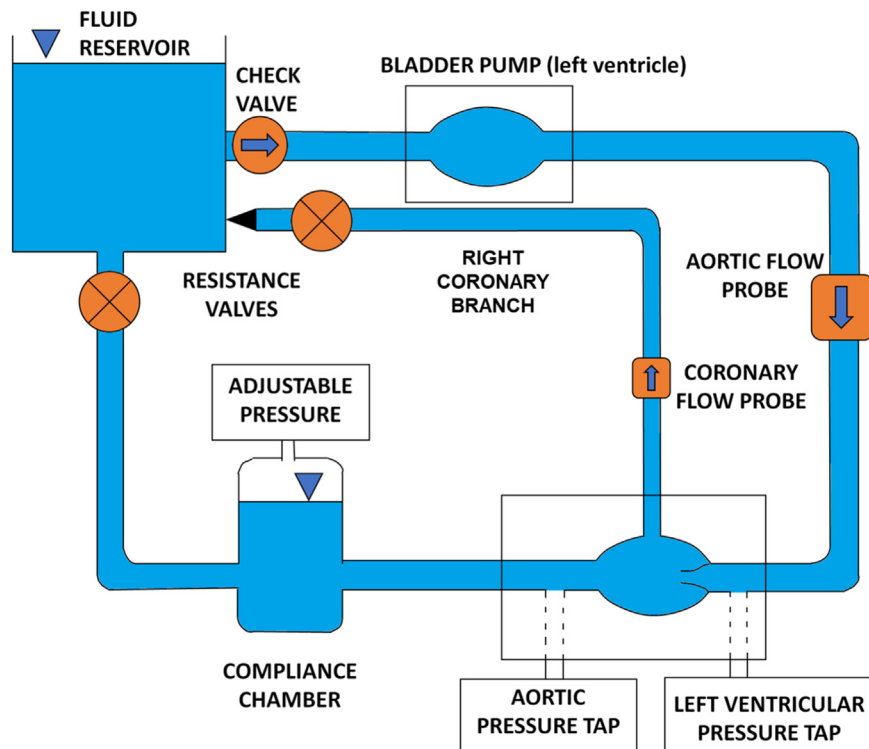 FLUID
RESERVOIR
CHECK
VALVE
BLADDER PUMP (left ventricle)
RESISTANCE
VALVES
RIGHT
CORONARY
BRANCH
AORTIC FLOW
PROBE
ADJUSTABLE
PRESSURE
CORONARY
FLOW PROBE
COMPLIANCE
CHAMBER
AORTIC
PRESSURE TAP
LEFT VENTRICULAR
PRESSURE TAP